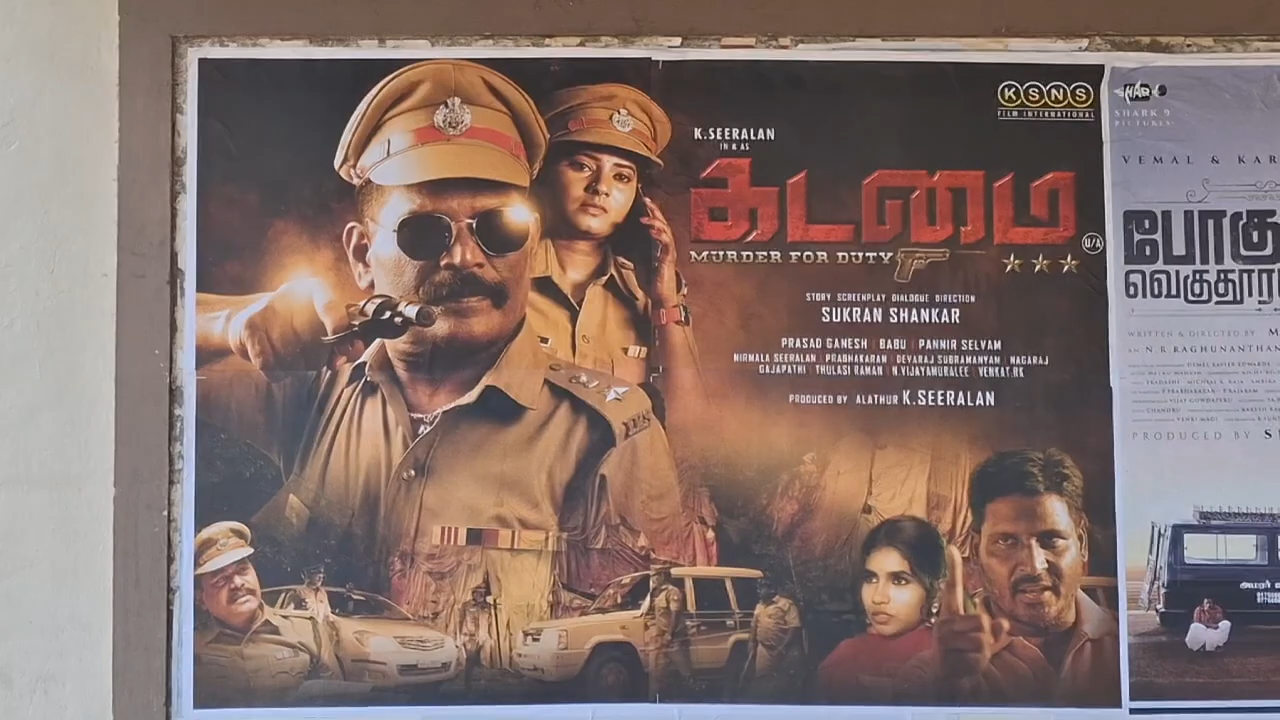 K.SEERALAN
IN & AS
கடமை
U/A
MURDER FOR DUTY
STORY SCREENPLAY DIALOGUE DIRECTION
SUKRAN SHANKAR
PRASAD GANESH BABU PANNIR SELVAM
NIRMALA SEERALAN PRABHAKARAN DEVARAJ SUBRAMANYAM NAGARAJ
GAJAPATHI THULASI RAMAN N.VIJAYAMURALEE VENKAT.RK
PRODUCED BY ALATHUR K.SEERALAN
KSNS
FILM INTERNATIONAL
SHARK 9
PICTURES
VEMAL & KAR
போகு
வெகுதூர
WRITTEN & DIRECTED BY M
N.R.RAGHUNANTHAN
PRODUCED BY S